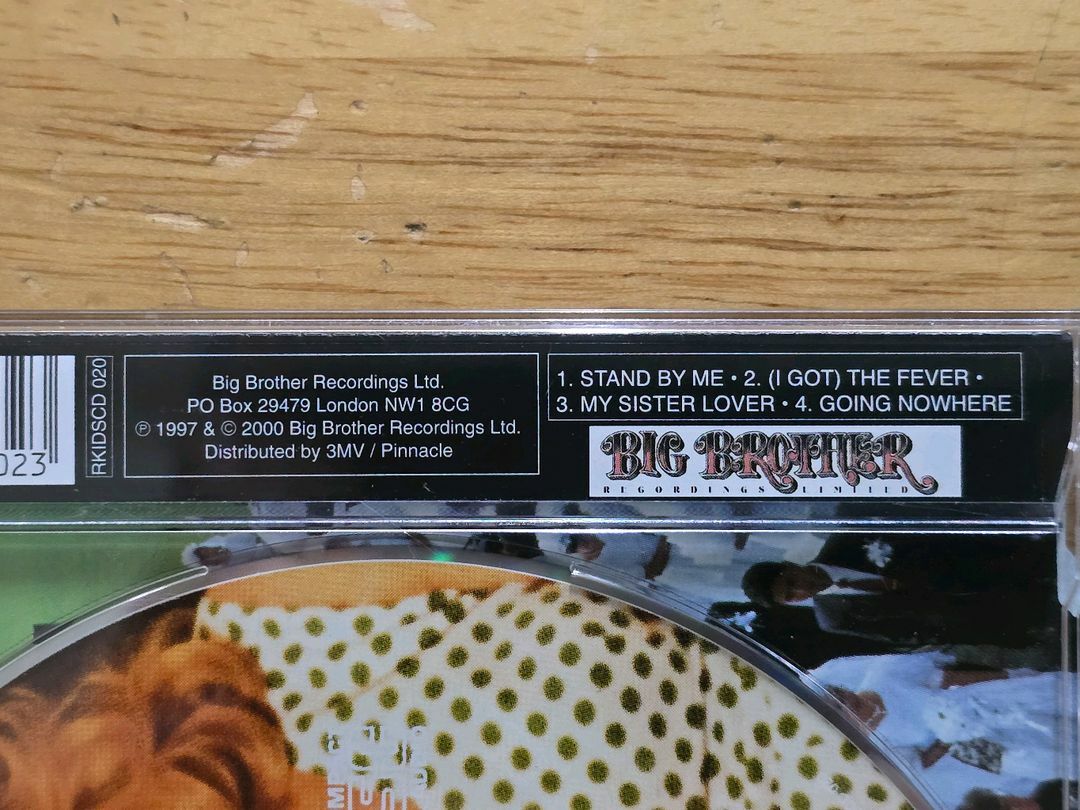 023
RKIDSCD 020
Big Brother Recordings Ltd.
PO Box 29479 London NW1 8CG
℗ 1997 & © 2000 Big Brother Recordings Ltd.
Distributed by 3MV / Pinnacle
1. STAND BY ME • 2. (I GOT) THE FEVER •
3. MY SISTER LOVER • 4. GOING NOWHERE
BIG BROTHER
RECORDINGS LIMITED